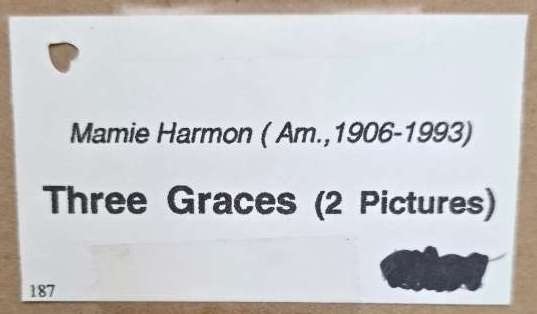 Mamie Harmon ( Am.,1906-1993)
Three Graces (2 Pictures)
187